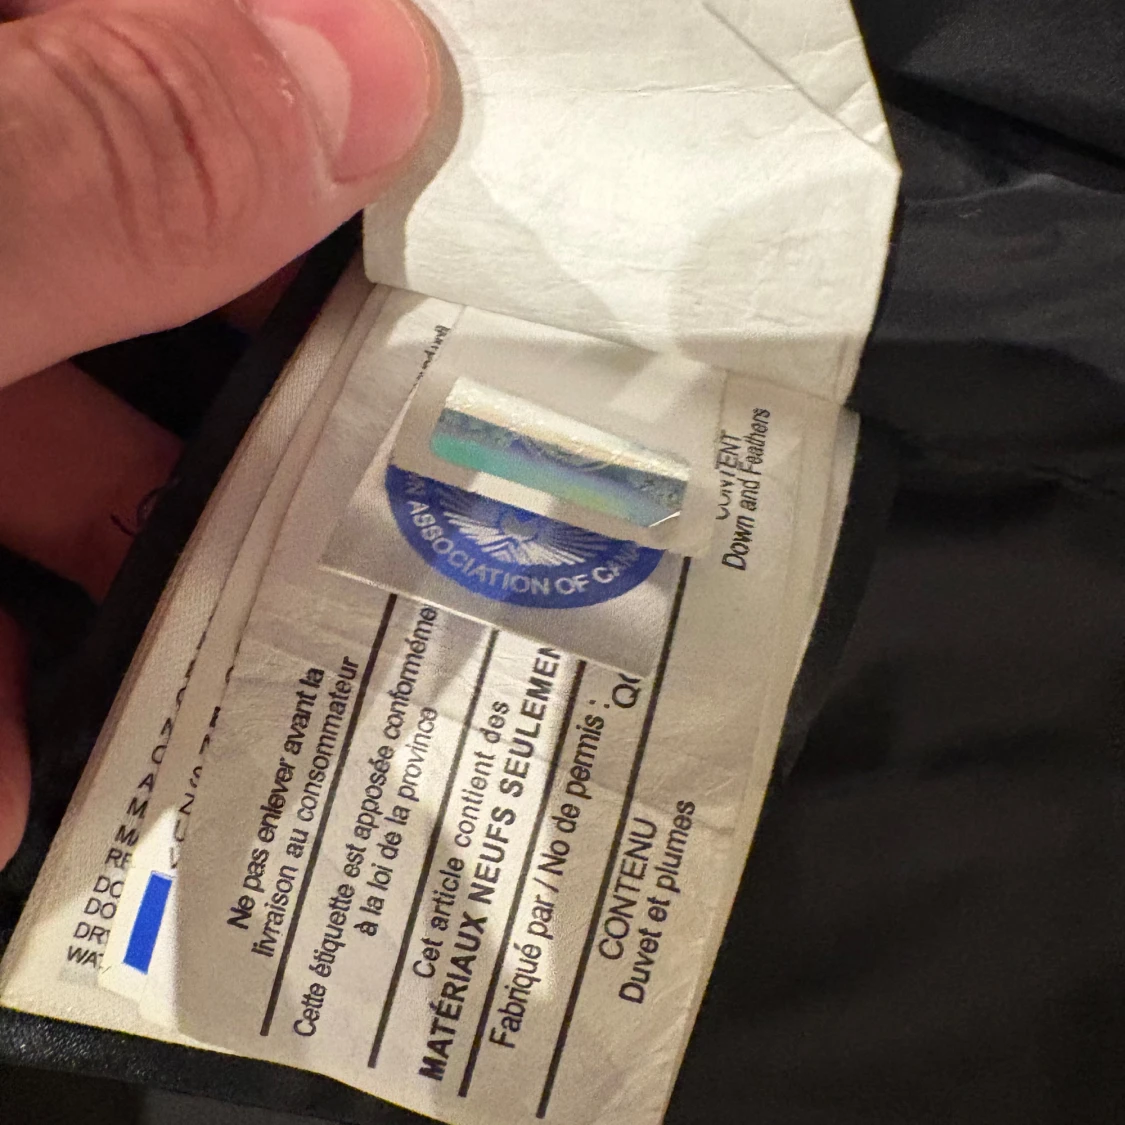 Ne pas enlever avant la
livraison au consommateur
Cette étiquette est apposée conforméme
à la loi de la province
Cet article contient des
MATÉRIAUX NEUFS SEULEMEN
Fabriqué par / No de permis :
CONTENU
Duvet et plumes
ASSOCIATION OF CAN
CONTENT
Down and Feathers